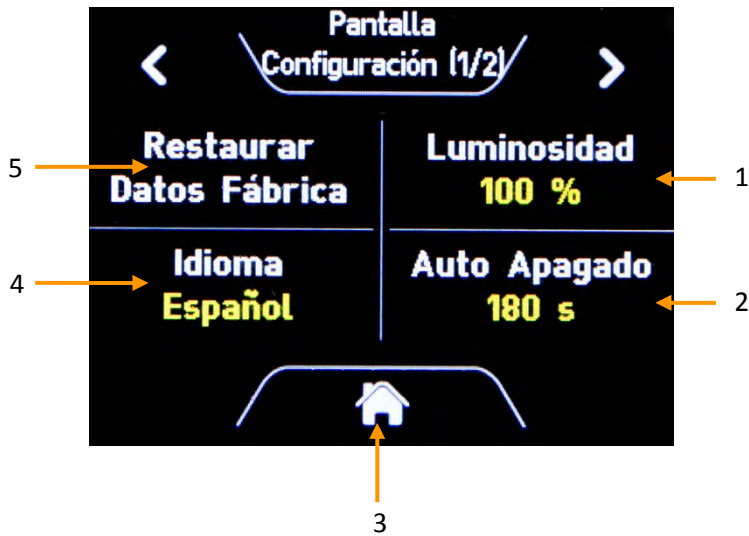 Pantalla
Configuración (1/2)
Restaurar
Datos Fábrica
Luminosidad
100 %
Idioma
Español
Auto Apagado
180 s
5
1
4
2
3